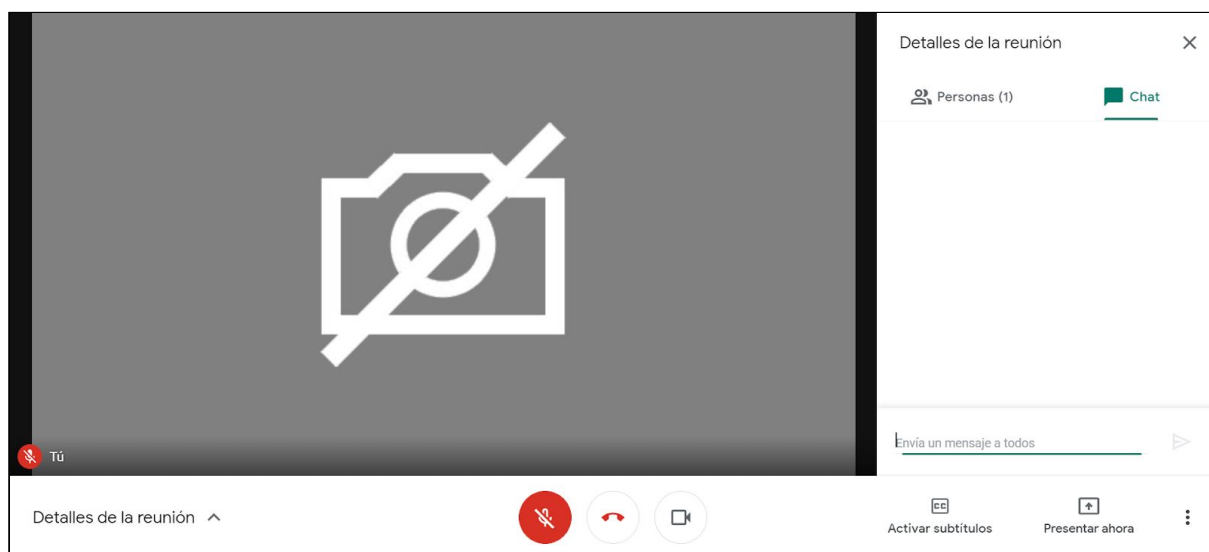 Detalles de la reunión
Personas (1)
Chat
Envía un mensaje a todos
Tú
Detalles de la reunión
Activar subtítulos
Presentar ahora